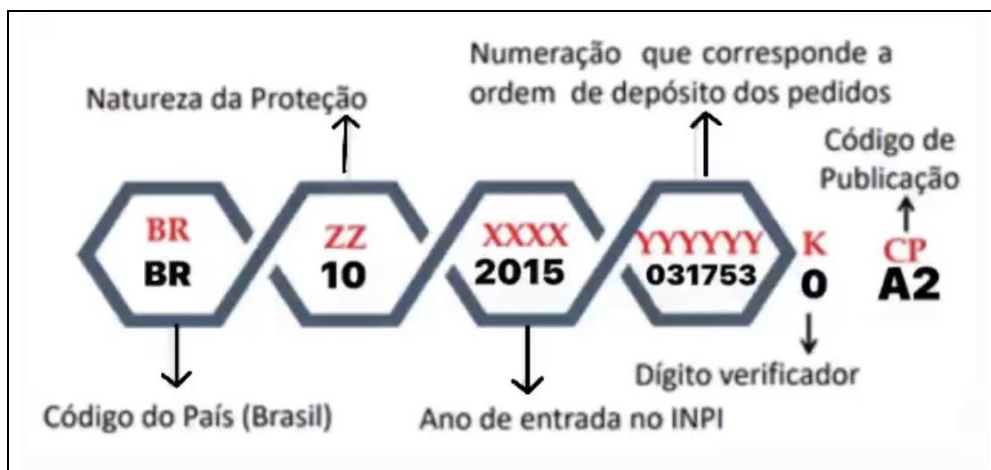 Natureza da Proteção
Numeração que corresponde a
ordem de depósito dos pedidos
Código de
Publicação
BR
BR
ZZ
10
XXXX
2015
YYYYYY
031753
K
0
CP
A2
Dígito verificador
Código do País (Brasil)
Ano de entrada no INPI